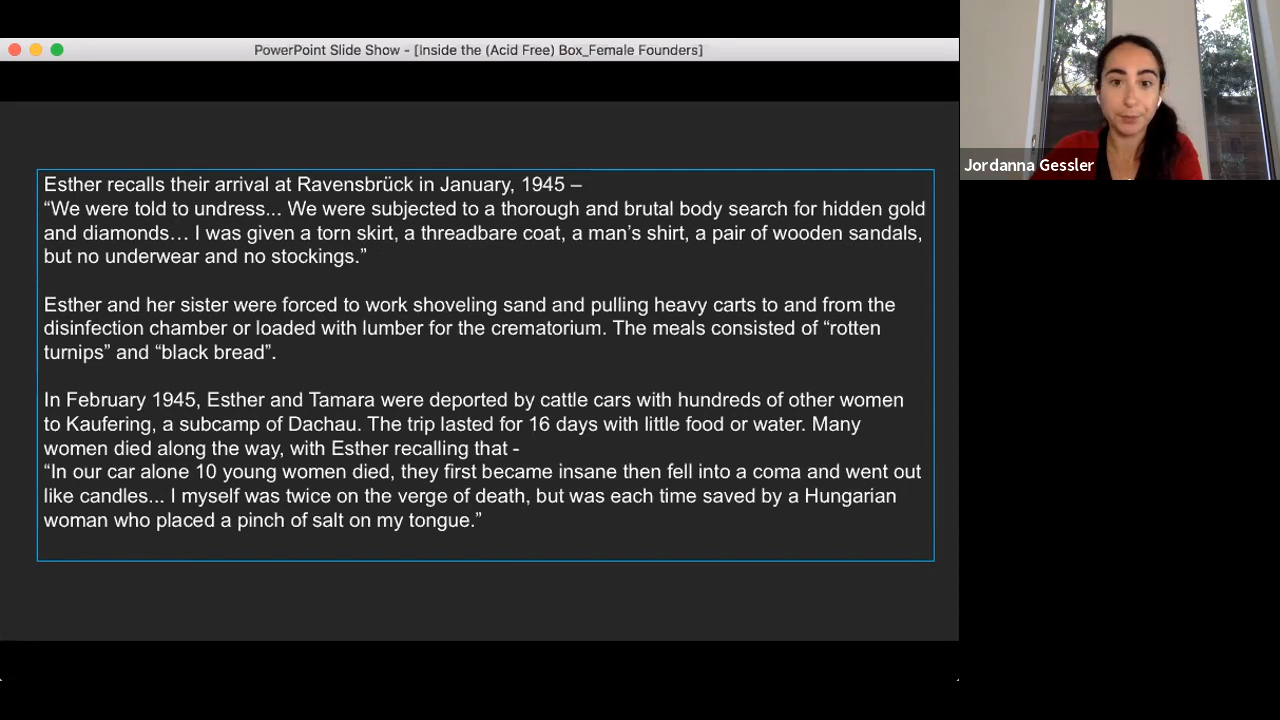 PowerPoint Slide Show - [Inside the (Acid Free) Box_Female Founders]
Jordanna Gessler
Esther recalls their arrival at Ravensbrück in January, 1945 –
“We were told to undress... We were subjected to a thorough and brutal body search for hidden gold
and diamonds… I was given a torn skirt, a threadbare coat, a man’s shirt, a pair of wooden sandals,
but no underwear and no stockings.”
Esther and her sister were forced to work shoveling sand and pulling heavy carts to and from the
disinfection chamber or loaded with lumber for the crematorium. The meals consisted of “rotten
turnips” and “black bread”.
In February 1945, Esther and Tamara were deported by cattle cars with hundreds of other women
to Kaufering, a subcamp of Dachau. The trip lasted for 16 days with little food or water. Many
women died along the way, with Esther recalling that -
“In our car alone 10 young women died, they first became insane then fell into a coma and went out
like candles... I myself was twice on the verge of death, but was each time saved by a Hungarian
woman who placed a pinch of salt on my tongue.”